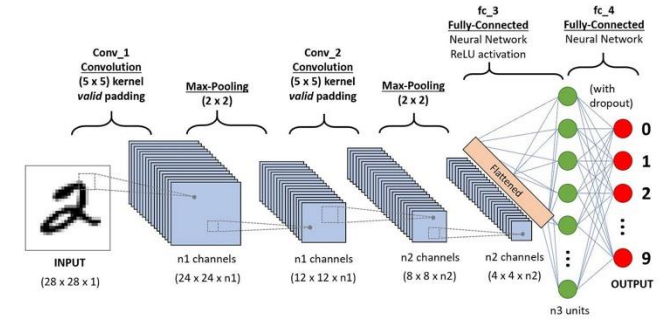 fc_3
Fully-Connected
Neural Network
ReLU activation
fc_4
Fully-Connected
Neural Network
Conv_1
Convolution
(5 x 5) kernel
valid padding
Max-Pooling
(2 x 2)
Conv_2
Convolution
(5 x 5) kernel
valid padding
Max-Pooling
(2 x 2)
(with
dropout)
Flattened
0
1
2
9
2
INPUT
(28 x 28 x 1)
n1 channels
(24 x 24 x n1)
n1 channels
(12 x 12 x n1)
n2 channels
(8 x 8 x n2)
n2 channels
(4 x 4 x n2)
OUTPUT
n3 units